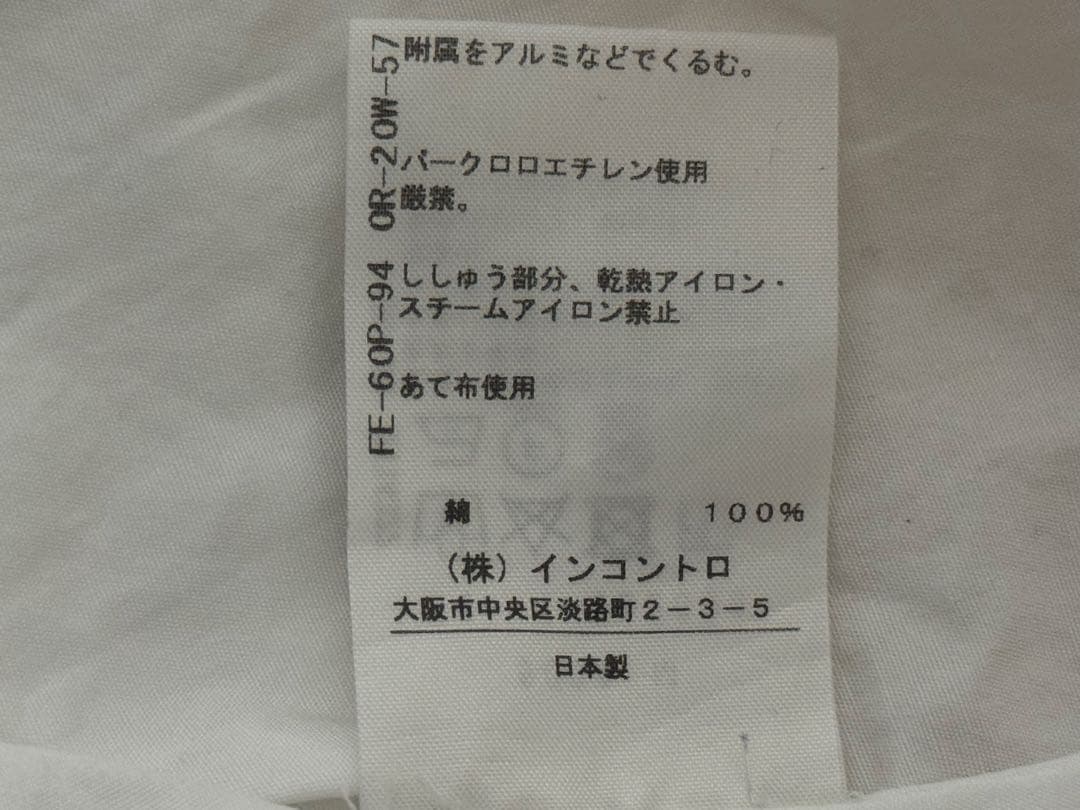 附属をアルミなどでくるむ。
パークロロエチレン使用
厳禁。
ししゅう部分、乾熱アイロン・
スチームアイロン禁止
あて布使用
綿 100%
(株)インコントロ
大阪市中央区淡路町2-3-5
日本製
FE-60P-94 0R-20W-57